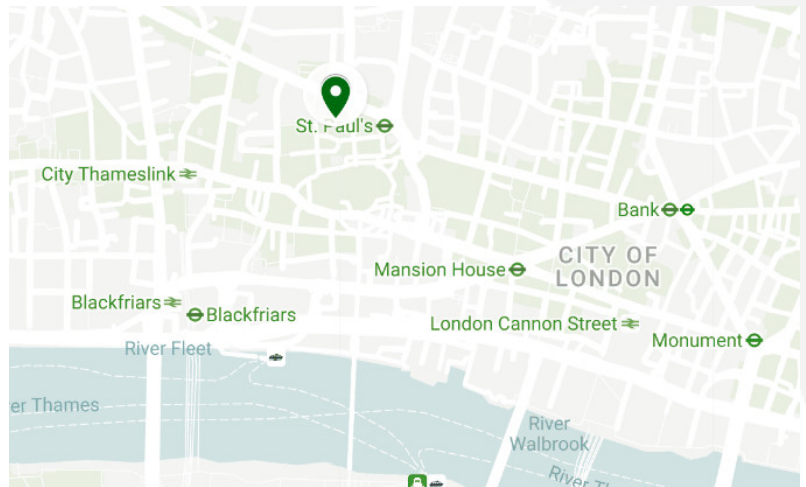 St. Paul's
City Thameslink
Bank
CITY OF
LONDON
Mansion House
Blackfriars
Blackfriars
London Cannon Street
Monument
River Fleet
er Thames
River
Walbrook
River Th